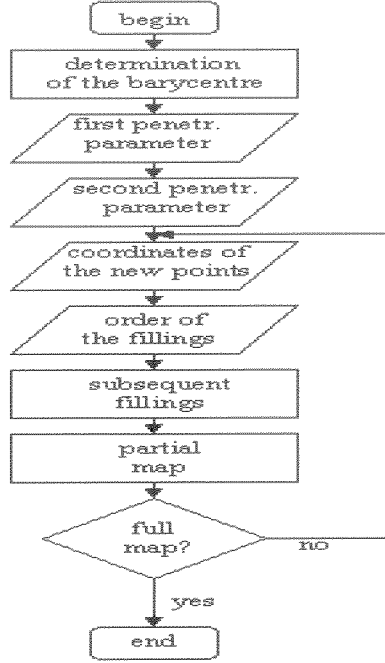 begin
determination
of the barycentre
first penetr.
parameter
second penetr.
parameter
coordinates of
the new points
order of
the fillings
subsequent
fillings
partial
map
full
map?
no
yes
end